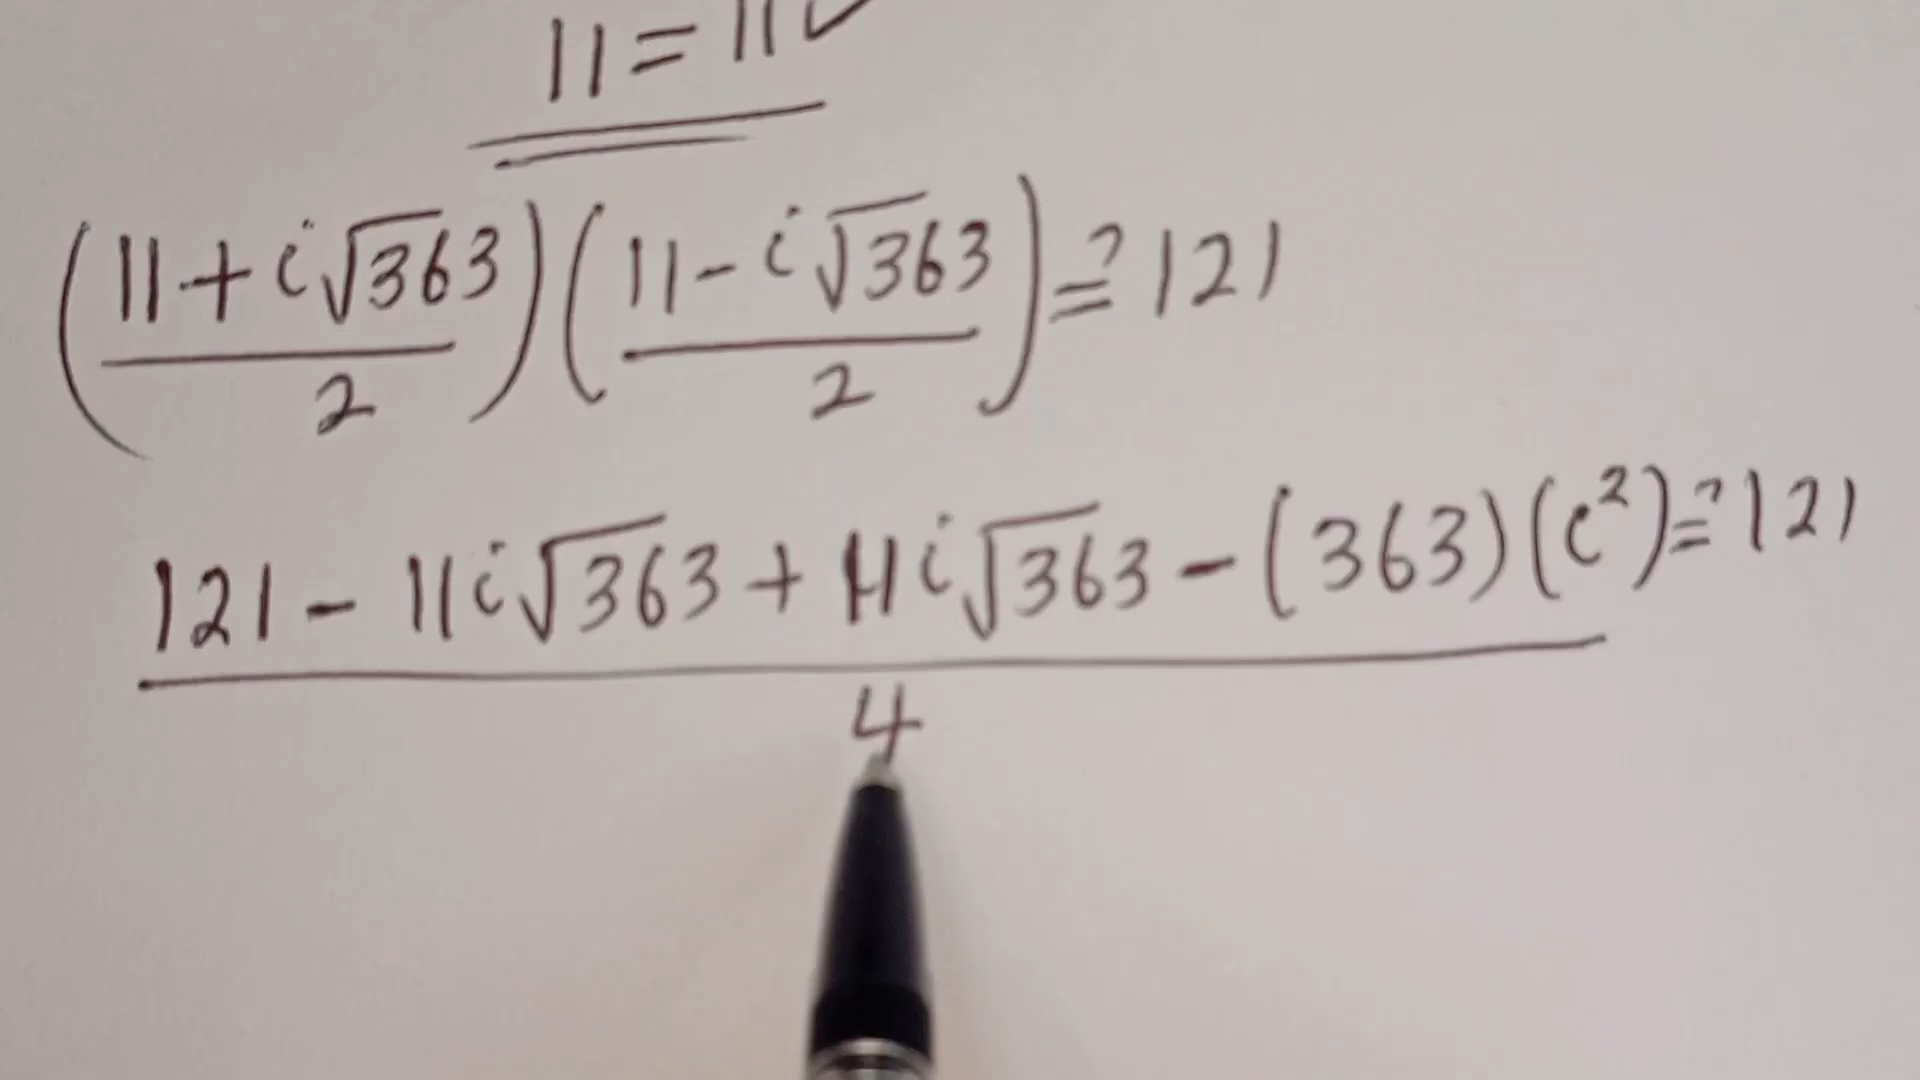 11 = 11✓
(11 + i√363 / 2)(11 - i√363 / 2) =? 121
121 - 11i√363 + 11i√363 - (363)(i²) =? 121
4